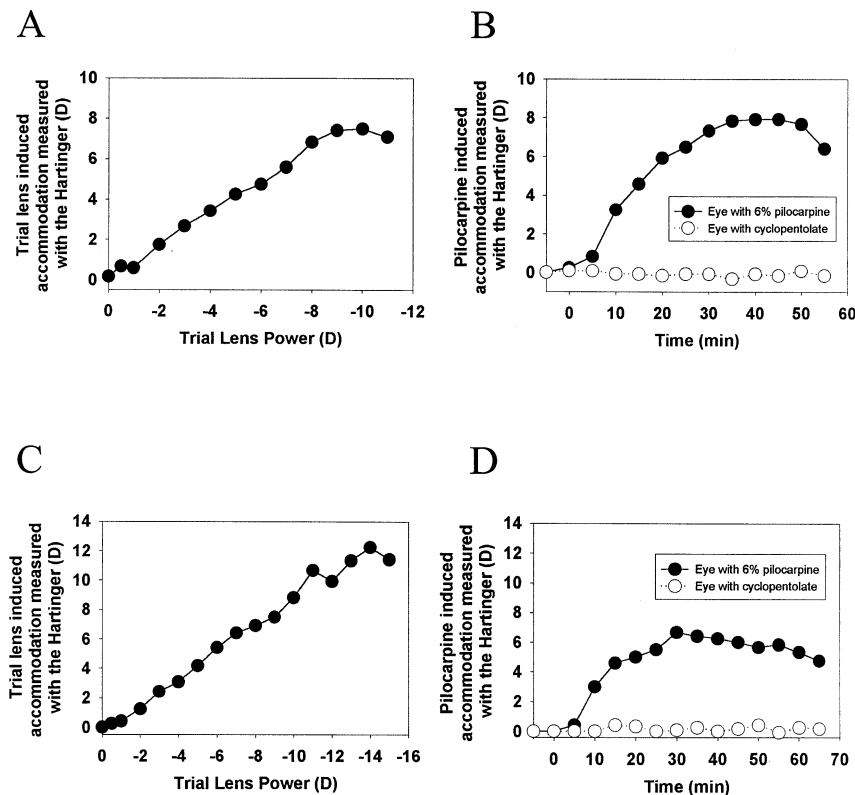 A
Trial lens induced
accommodation measured
with the Hartinger (D)
10
8
6
4
2
0
0 -2 -4 -6 -8 -10 -12
Trial Lens Power (D)
B
Pilocarpine induced
accommodation measured
with the Hartinger (D)
10
8
6
4
2
0
Eye with 6% pilocarpine
Eye with cyclopentolate
0 10 20 30 40 50 60
Time (min)
C
Trial lens induced
accommodation measured
with the Hartinger (D)
14
12
10
8
6
4
2
0
0 -2 -4 -6 -8 -10 -12 -14 -16
Trial Lens Power (D)
D
Pilocarpine induced
accommodation measured
with the Hartinger (D)
14
12
10
8
6
4
2
0
Eye with 6% pilocarpine
Eye with cyclopentolate
0 10 20 30 40 50 60 70
Time (min)